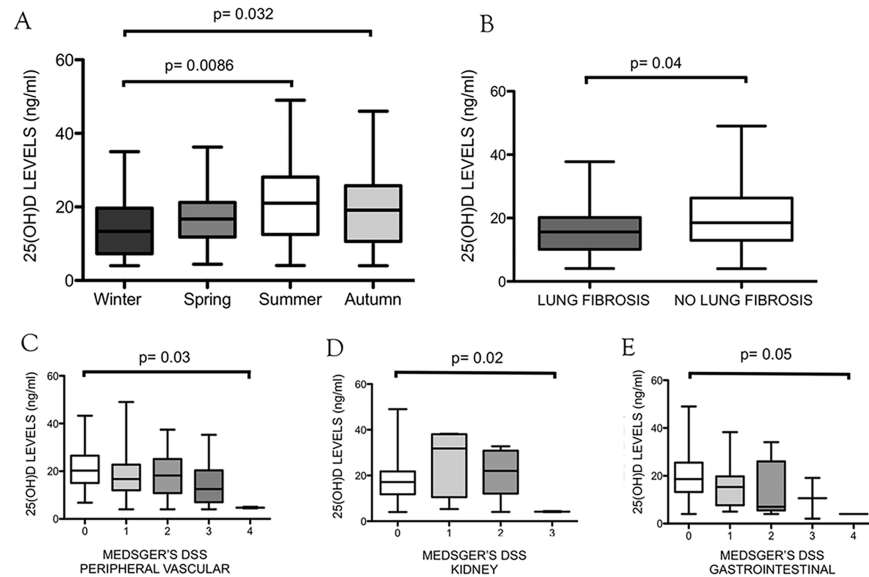 A
p= 0.032
p= 0.0086
25(OH)D LEVELS (ng/ml)
60
40
20
0
Winter Spring Summer Autumn
B
p= 0.04
25(OH)D LEVELS (ng/ml)
60
40
20
0
LUNG FIBROSIS NO LUNG FIBROSIS
C
p= 0.03
25(OH)D LEVELS (ng/ml)
60
40
20
0
0 1 2 3 4
MEDSGER'S DSS
PERIPHERAL VASCULAR
D
p= 0.02
25(OH)D LEVELS (ng/ml)
60
40
20
0
0 1 2 3
MEDSGER'S DSS
KIDNEY
E
p= 0.05
25(OH)D LEVELS (ng/ml)
60
40
20
0
0 1 2 3 4
MEDSGER'S DSS
GASTROINTESTINAL